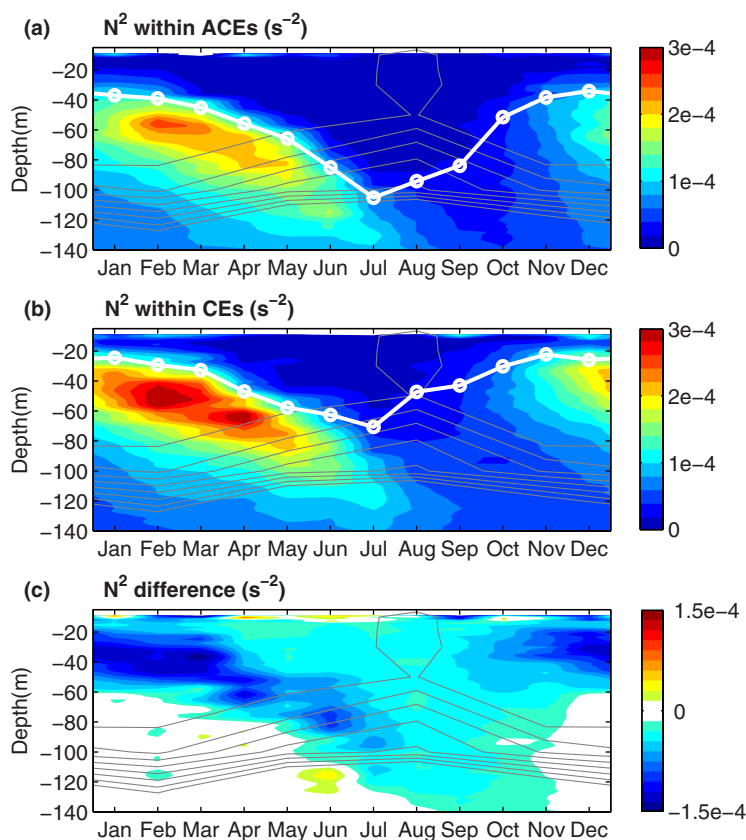 (a) N² within ACEs (s⁻²)
Depth(m)
−20
−40
−60
−80
−100
−120
−140
Jan Feb Mar Apr May Jun Jul Aug Sep Oct Nov Dec
3e−4
2e−4
1e−4
0
(b) N² within CEs (s⁻²)
Depth(m)
−20
−40
−60
−80
−100
−120
−140
Jan Feb Mar Apr May Jun Jul Aug Sep Oct Nov Dec
3e−4
2e−4
1e−4
0
(c) N² difference (s⁻²)
Depth(m)
−20
−40
−60
−80
−100
−120
−140
Jan Feb Mar Apr May Jun Jul Aug Sep Oct Nov Dec
1.5e−4
0
−1.5e−4